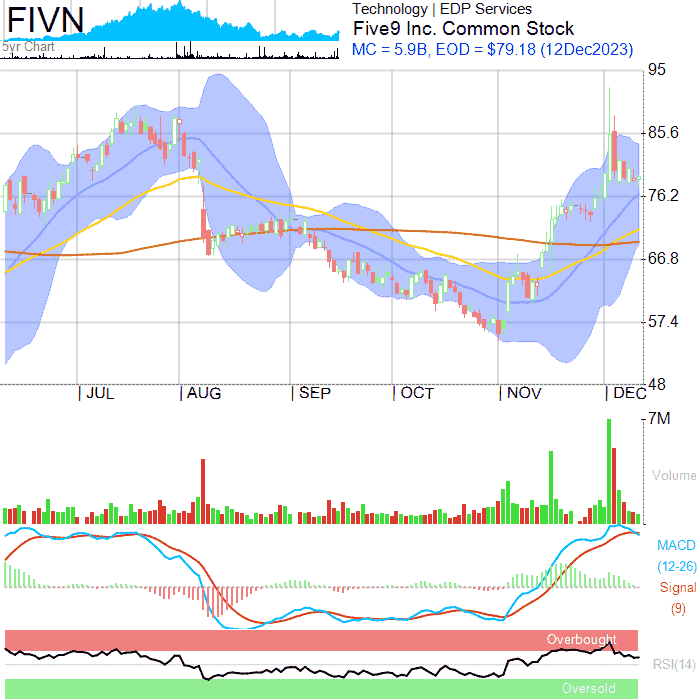 FIVN
5yr Chart
Technology | EDP Services
Five9 Inc. Common Stock
MC = 5.9B, EOD = $79.18 (12Dec2023)
95
85.6
76.2
66.8
57.4
48
JUL AUG SEP OCT NOV DEC
7M
Volume
MACD
(12-26)
Signal
(9)
Overbought
RSI(14)
Oversold